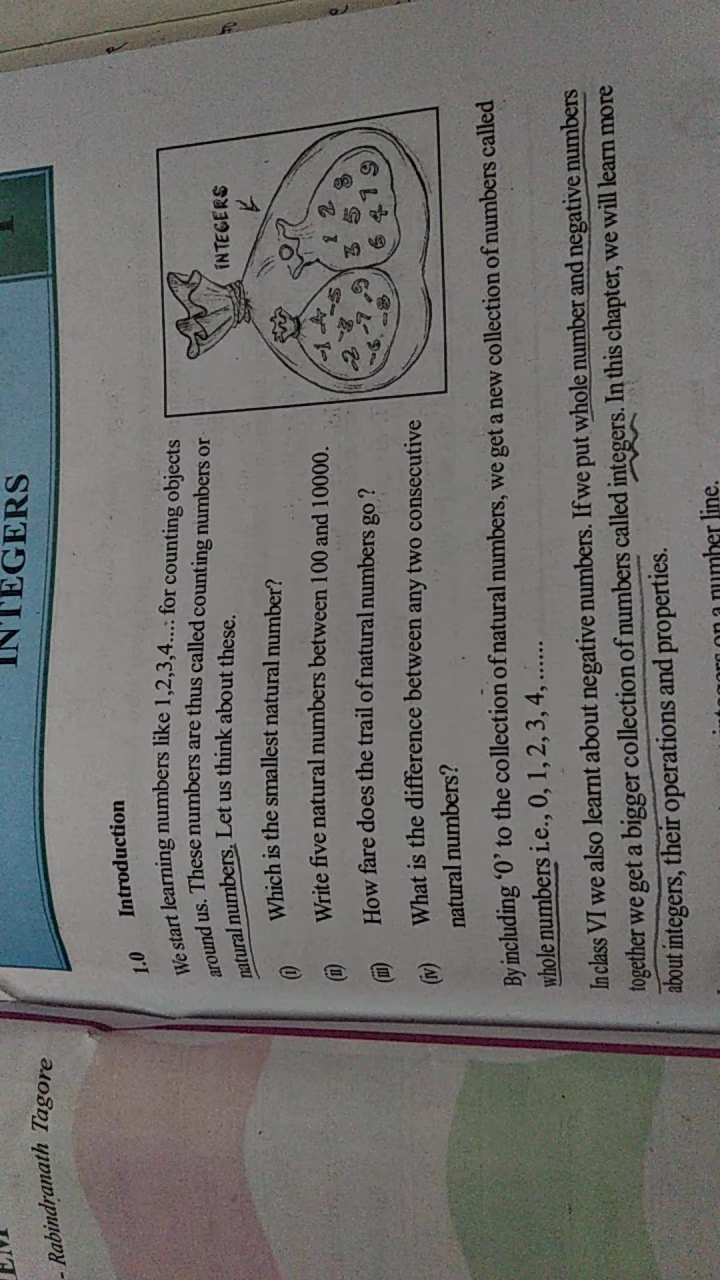 - Rabindranath Tagore
INTEGERS
1.0 Introduction
We start learning numbers like 1,2,3,4....: for counting objects
around us. These numbers are thus called counting numbers or
natural numbers. Let us think about these.
(i) Which is the smallest natural number?
(ii) Write five natural numbers between 100 and 10000.
(iii) How fare does the trail of natural numbers go ?
(iv) What is the difference between any two consecutive
natural numbers?
INTEGERS
-1 -4 -5
-2 -3 -7 -9
-6 -8
0
1 2 8
3 5 7 9
6 4
By including '0' to the collection of natural numbers, we get a new collection of numbers called
whole numbers i.e., 0, 1, 2, 3, 4, ......
In class VI we also learnt about negative numbers. If we put whole number and negative numbers
together we get a bigger collection of numbers called integers. In this chapter, we will learn more
about integers, their operations and properties.
on a number line.